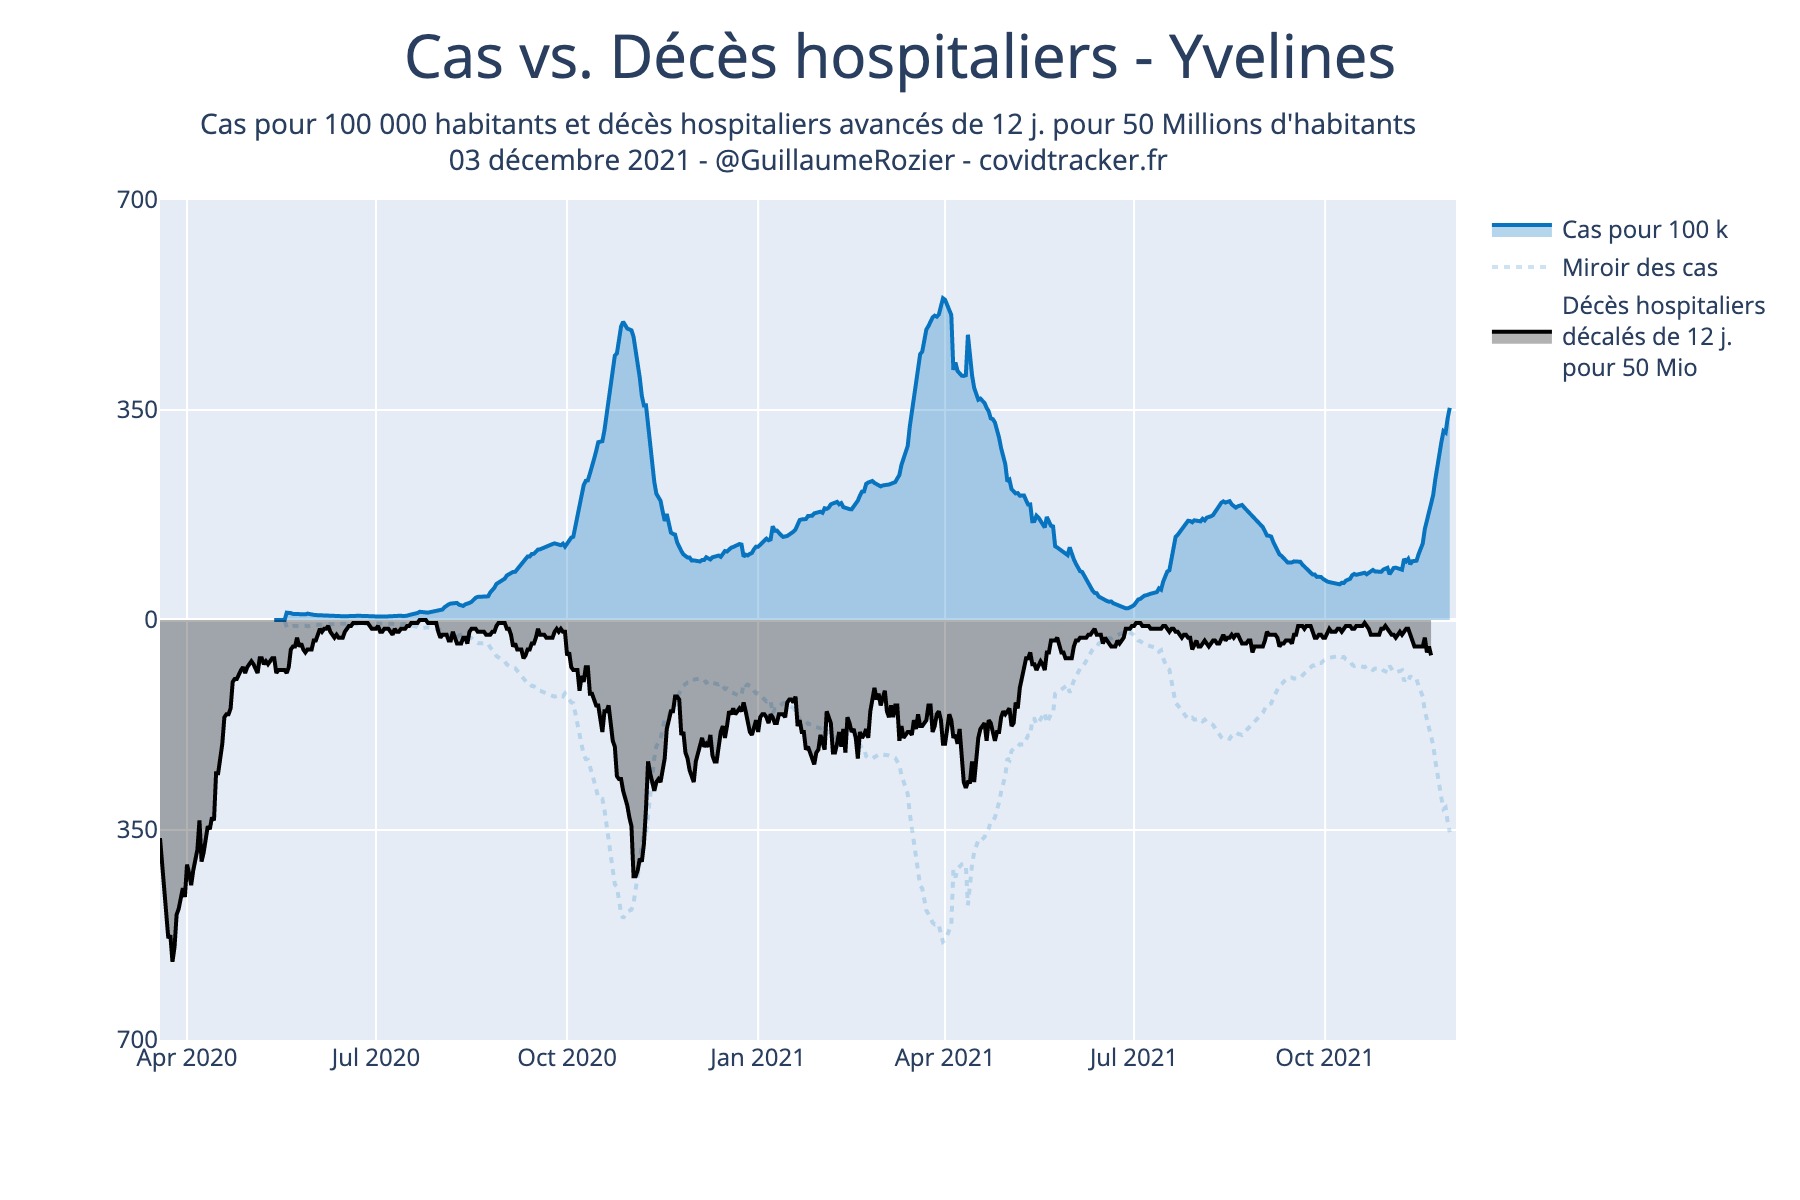 Cas vs. Décès hospitaliers - Yvelines
Cas pour 100 000 habitants et décès hospitaliers avancés de 12 j. pour 50 Millions d'habitants
03 décembre 2021 - @GuillaumeRozier - covidtracker.fr
700
350
0
350
700
Apr 2020
Jul 2020
Oct 2020
Jan 2021
Apr 2021
Jul 2021
Oct 2021
Cas pour 100 k
Miroir des cas
Décès hospitaliers
décalés de 12 j.
pour 50 Mio